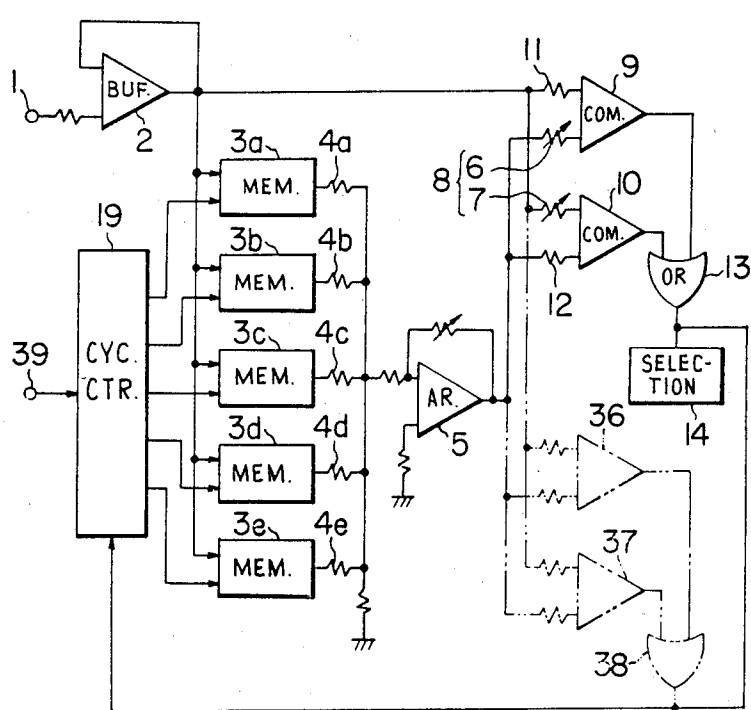 1
BUF.
2
11
9
COM.
3a
4a
MEM.
8
6
7
10
COM.
19
3b
4b
MEM.
12
OR
13
3c
4c
MEM.
39
CYC.
CTR.
AR.
5
SELEC-
TION
14
3d
4d
MEM.
36
3e
4e
MEM.
37
38